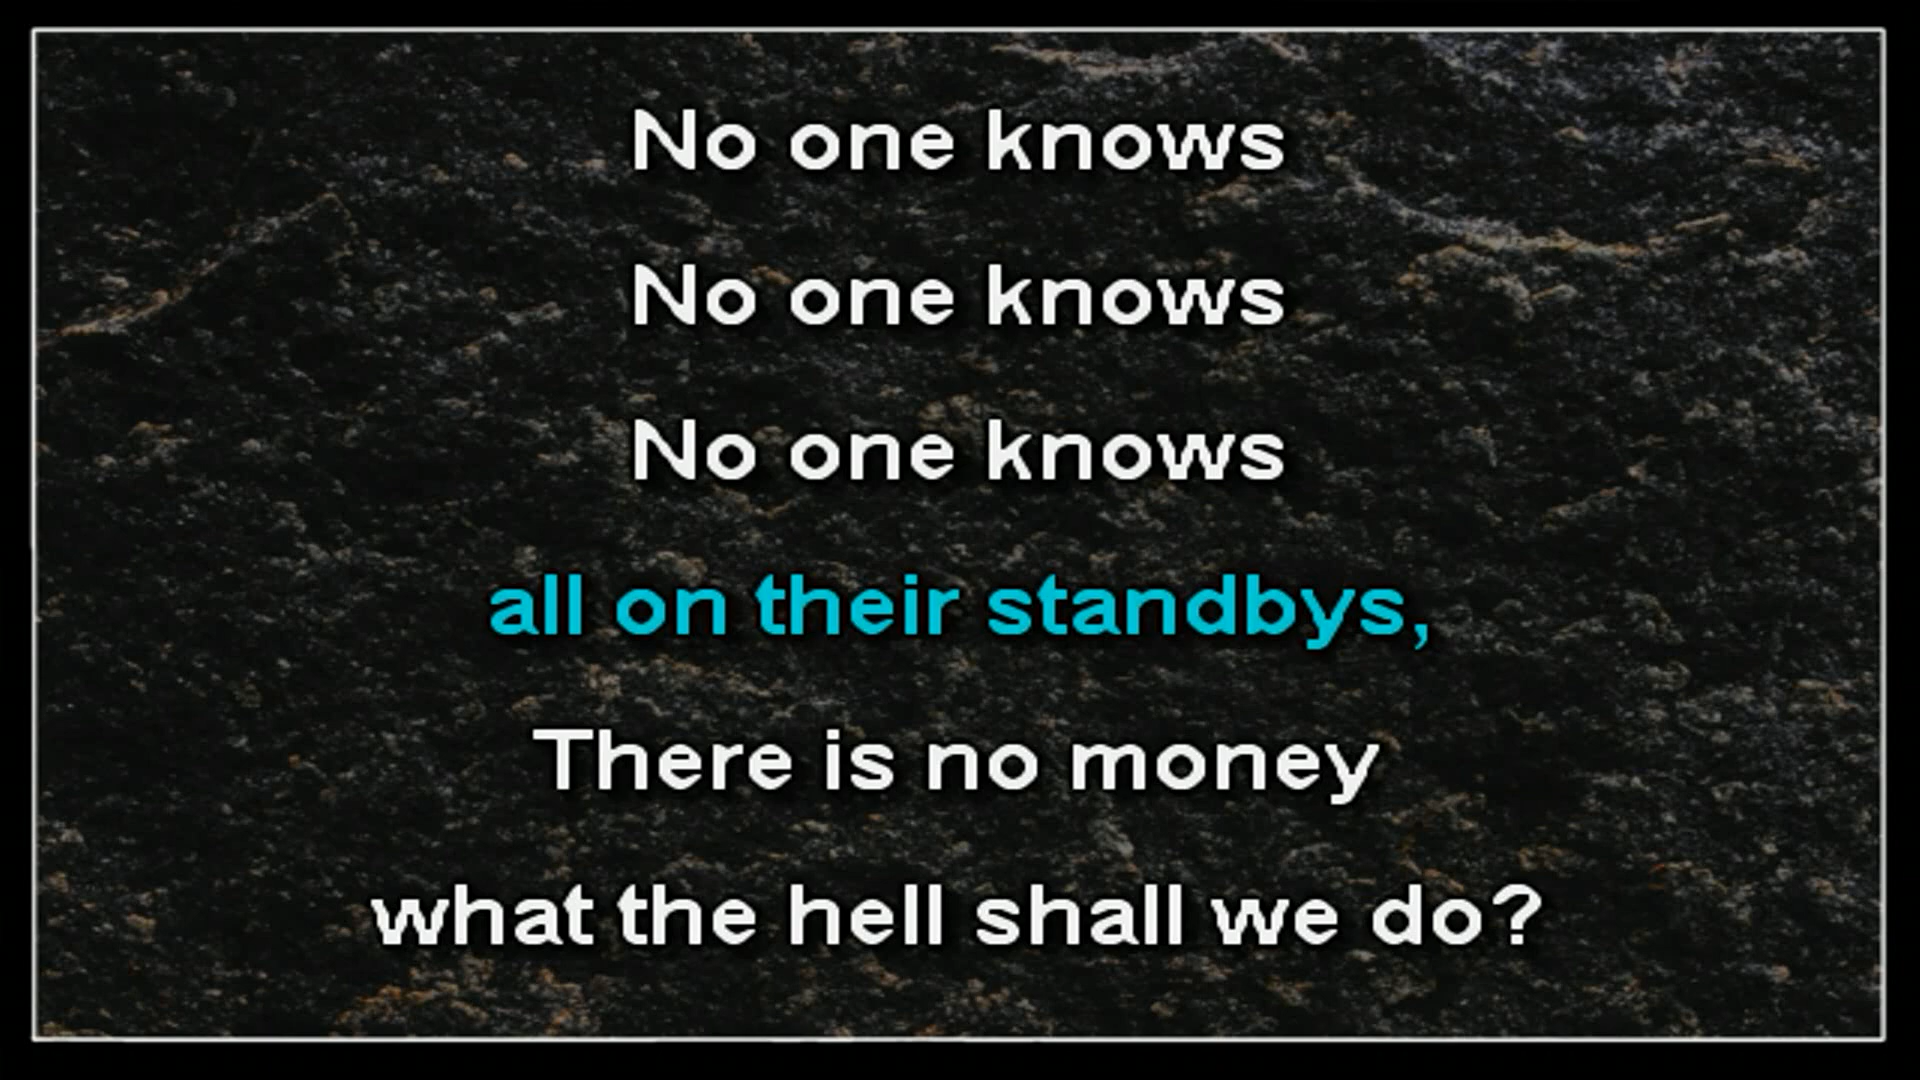 No one knows
No one knows
No one knows
all on their standbys,
There is no money
what the hell shall we do?